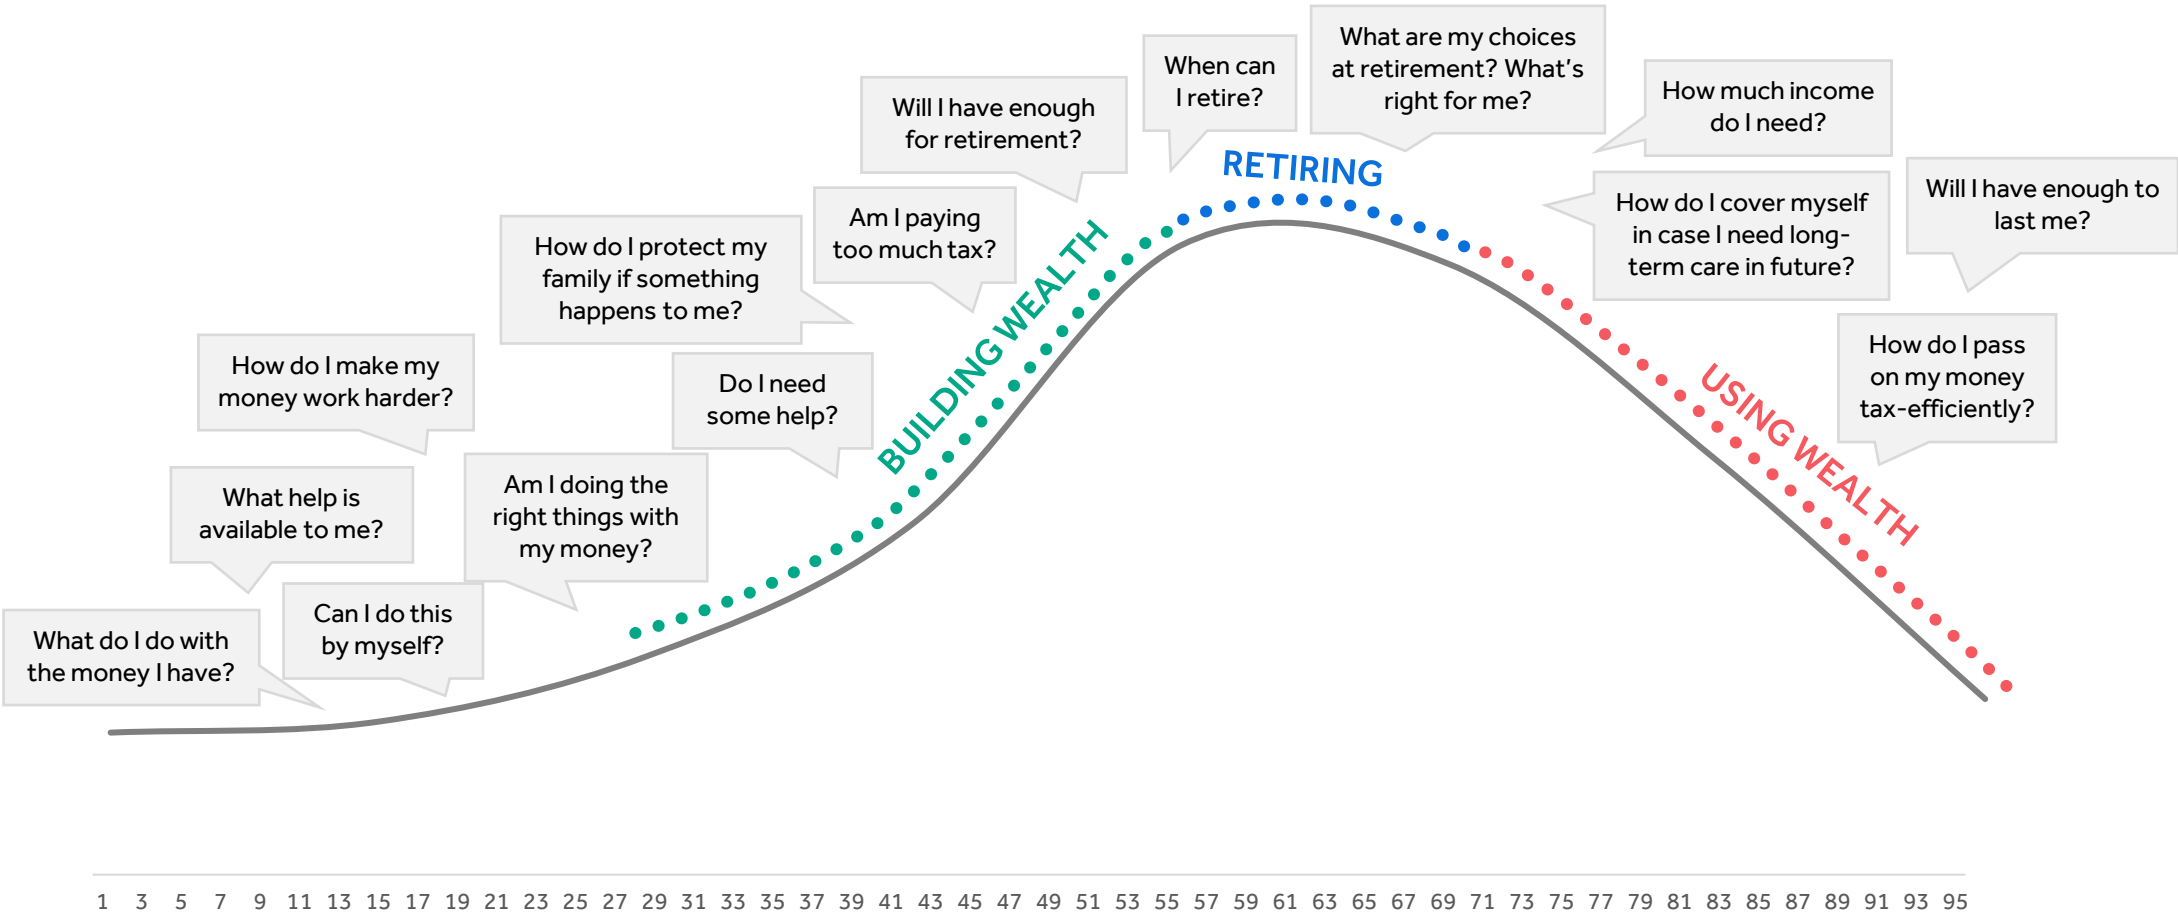 What do I do with
the money I have?
What help is
available to me?
Can I do this
by myself?
How do I make my
money work harder?
Am I doing the
right things with
my money?
How do I protect my
family if something
happens to me?
Do I need
some help?
Am I paying
too much tax?
Will I have enough
for retirement?
BUILDING WEALTH
When can
I retire?
RETIRING
What are my choices
at retirement? What's
right for me?
How much income
do I need?
How do I cover myself
in case I need long-
term care in future?
Will I have enough to
last me?
How do I pass
on my money
tax-efficiently?
USING WEALTH
1 3 5 7 9 11 13 15 17 19 21 23 25 27 29 31 33 35 37 39 41 43 45 47 49 51 53 55 57 59 61 63 65 67 69 71 73 75 77 79 81 83 85 87 89 91 93 95